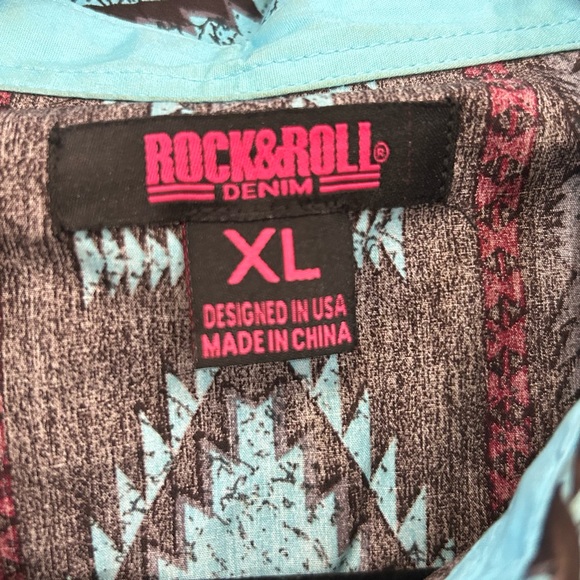 ROCK&ROLL®
DENIM
XL
DESIGNED IN USA
MADE IN CHINA